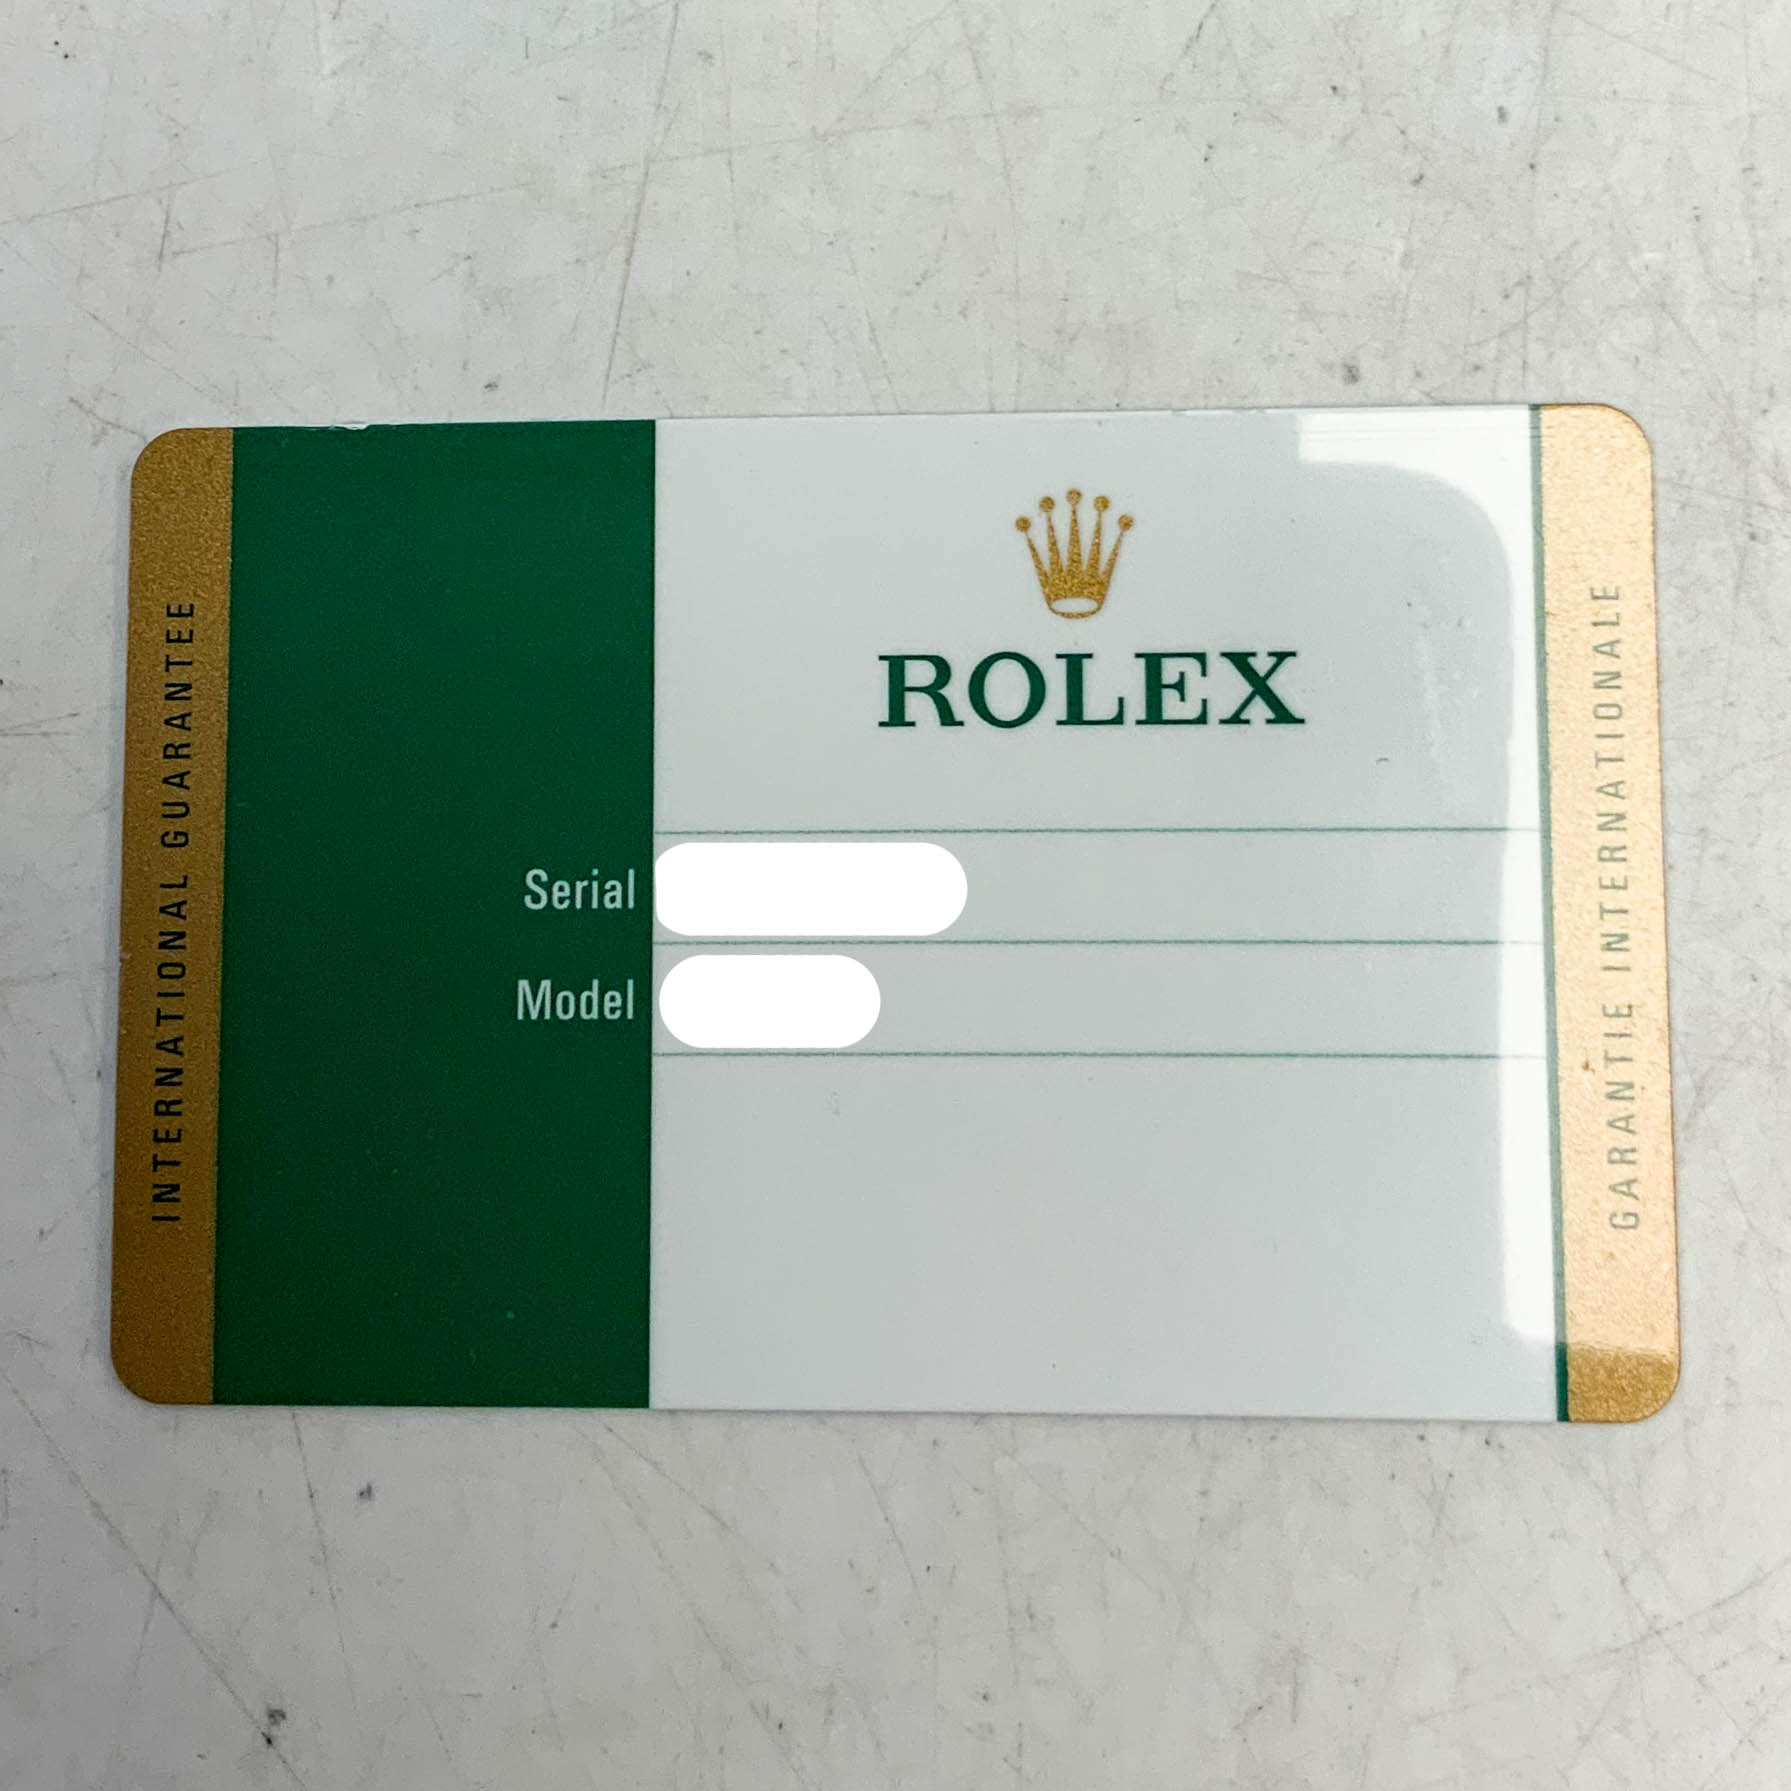 INTERNATIONAL GUARANTEE
ROLEX
Serial
Model
GARANTIE INTERNATIONALE